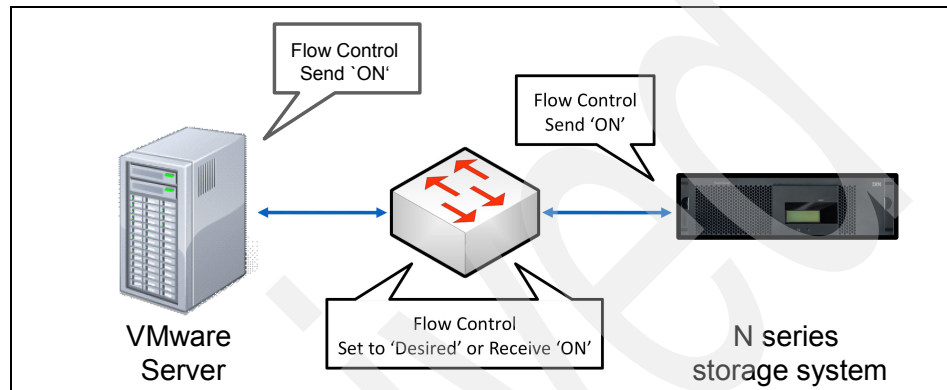 Flow Control
Send `ON‘
Flow Control
Send ‘ON’
Flow Control
Set to ‘Desired’ or Receive ‘ON’
VMware
Server
N series
storage system